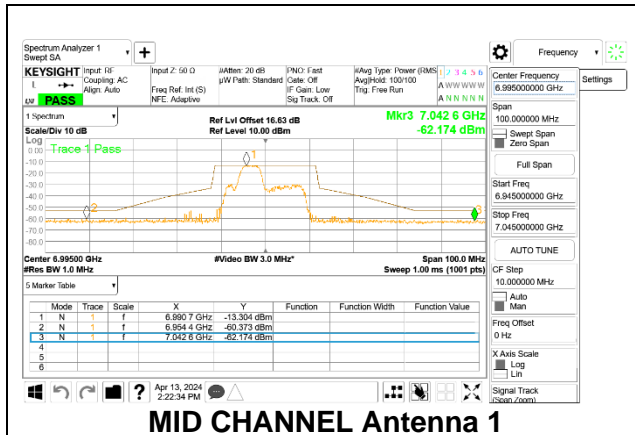 Spectrum Analyzer 1
Swept SA
Frequency
KEYSIGHT
Input: RF
Coupling: AC
Align: Auto
Input Z: 50 Ω
Freq Ref: Int (S)
NFE: Adaptive
#Atten: 20 dB
µW Path: Standard
PNO: Fast
Gate: Off
IF Gain: Low
Sig Track: Off
#Avg Type: Power (RMS)
Avg|Hold: 100/100
Trig: Free Run
1 2 3 4 5 6
A W W W W W
A N N N N N
L
PASS
1 Spectrum
Scale/Div 10 dB
Ref Lvl Offset 16.63 dB
Ref Level 10.00 dBm
Mkr3 7.042 6 GHz
-62.174 dBm
Log
Trace 1 Pass
0.00
-10.0
-20.0
-30.0
-40.0
-50.0
-60.0
-70.0
-80.0
1
2
3
Center 6.99500 GHz
#Res BW 1.0 MHz
#Video BW 3.0 MHz*
Span 100.0 MHz
Sweep 1.00 ms (1001 pts)
5 Marker Table
Mode Trace Scale X Y Function Function Width Function Value
1 N 1 f 6.990 7 GHz -13.304 dBm
2 N 1 f 6.954 4 GHz -60.373 dBm
3 N 1 f 7.042 6 GHz -62.174 dBm
4
5
6
Center Frequency
6.995000000 GHz
Settings
Span
100.000000 MHz
Swept Span
Zero Span
Full Span
Start Freq
6.945000000 GHz
Stop Freq
7.045000000 GHz
AUTO TUNE
CF Step
10.000000 MHz
Auto
Man
Freq Offset
0 Hz
X Axis Scale
Log
Lin
Signal Track
(Span Zoom)
?
Apr 13, 2024
2:22:34 PM
MID CHANNEL Antenna 1